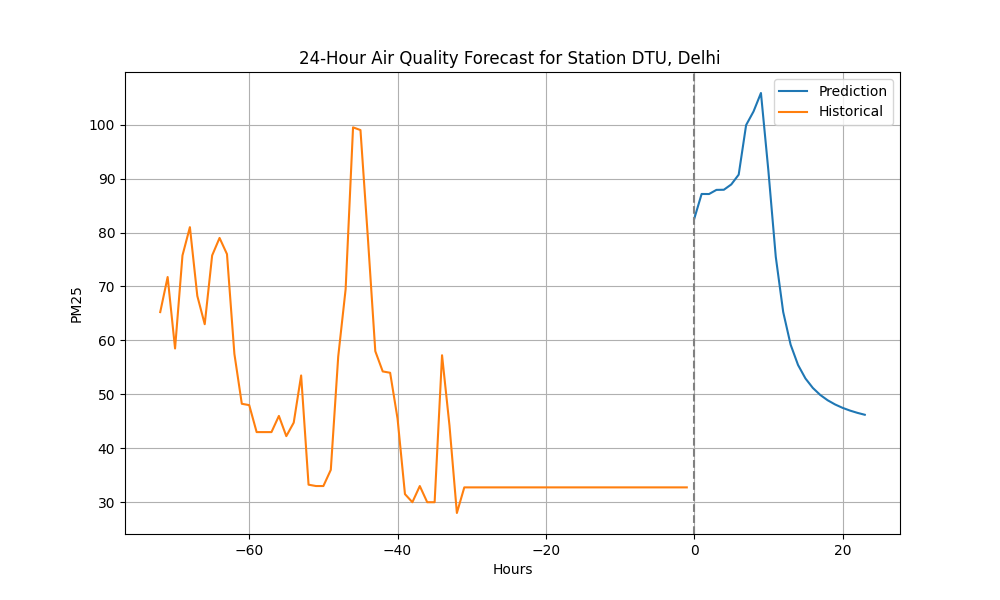 24-Hour Air Quality Forecast for Station DTU, Delhi
Prediction
Historical
PM25
100
90
80
70
60
50
40
30
−60
−40
−20
0
20
Hours